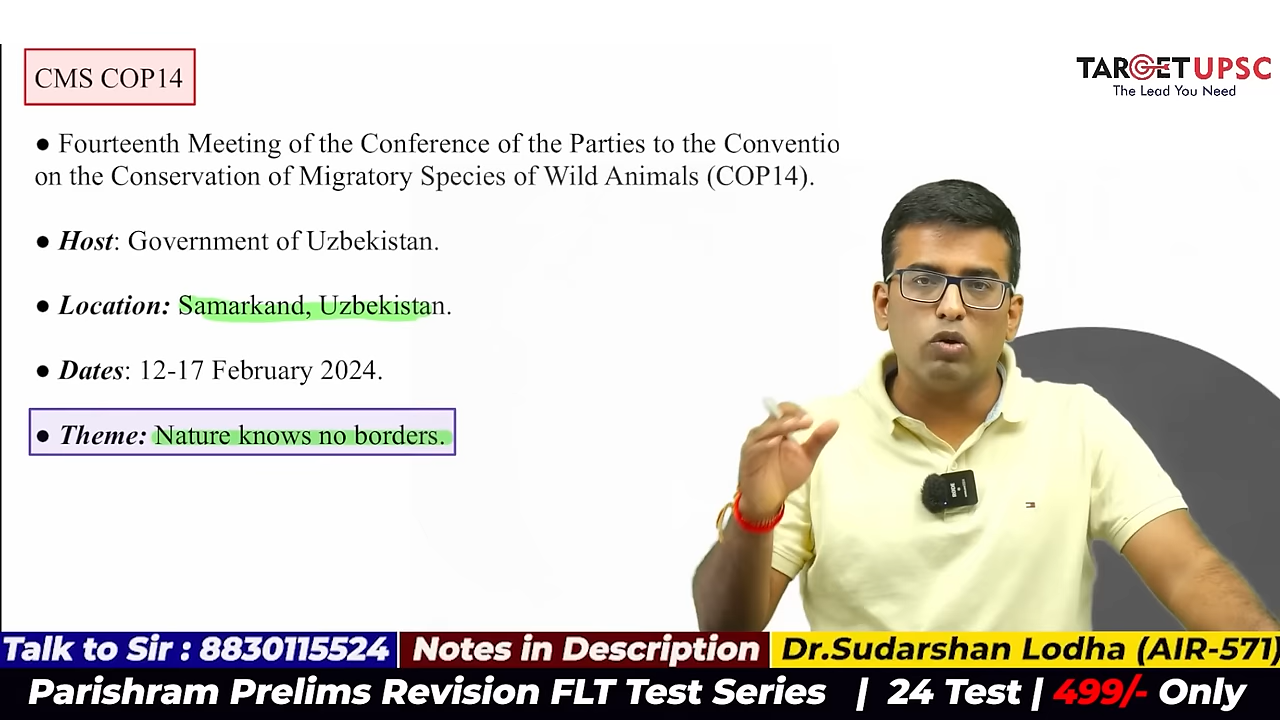 CMS COP14
TARGETUPSC
The Lead You Need
● Fourteenth Meeting of the Conference of the Parties to the Conventio
on the Conservation of Migratory Species of Wild Animals (COP14).
● Host: Government of Uzbekistan.
● Location: Samarkand, Uzbekistan.
● Dates: 12-17 February 2024.
● Theme: Nature knows no borders.
Talk to Sir : 8830115524 Notes in Description Dr.Sudarshan Lodha (AIR-571)
Parishram Prelims Revision FLT Test Series | 24 Test | 499/- Only